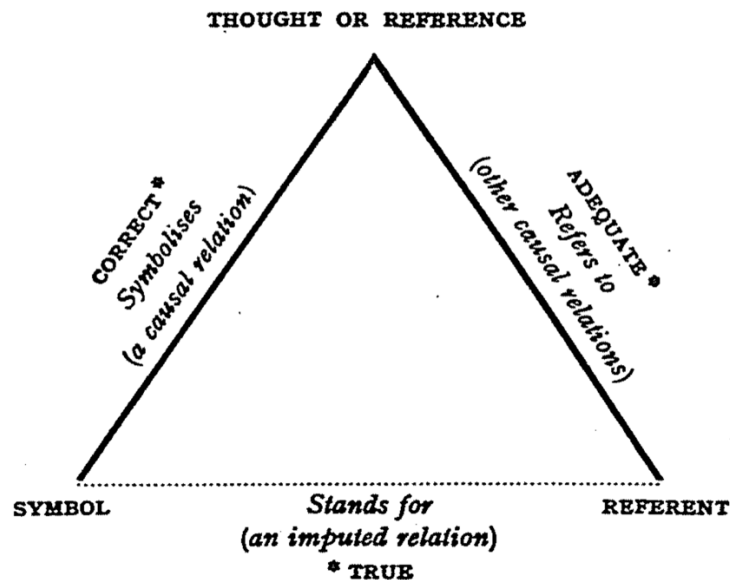 THOUGHT OR REFERENCE
CORRECT*
Symbolises
(a causal relation)
ADEQUATE*
Refers to
(other causal relations)
SYMBOL
Stands for
(an imputed relation)
* TRUE
REFERENT